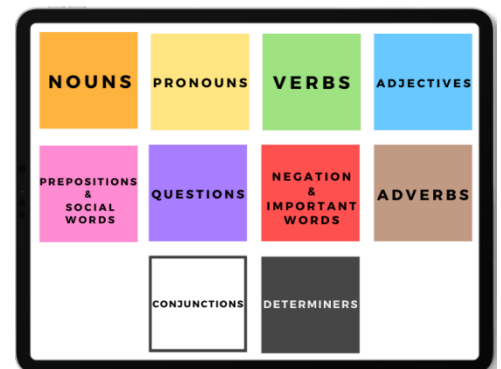 NOUNS
PRONOUNS
VERBS
ADJECTIVES
PREPOSITIONS
&
SOCIAL
WORDS
QUESTIONS
NEGATION
&
IMPORTANT
WORDS
ADVERBS
CONJUNCTIONS
DETERMINERS